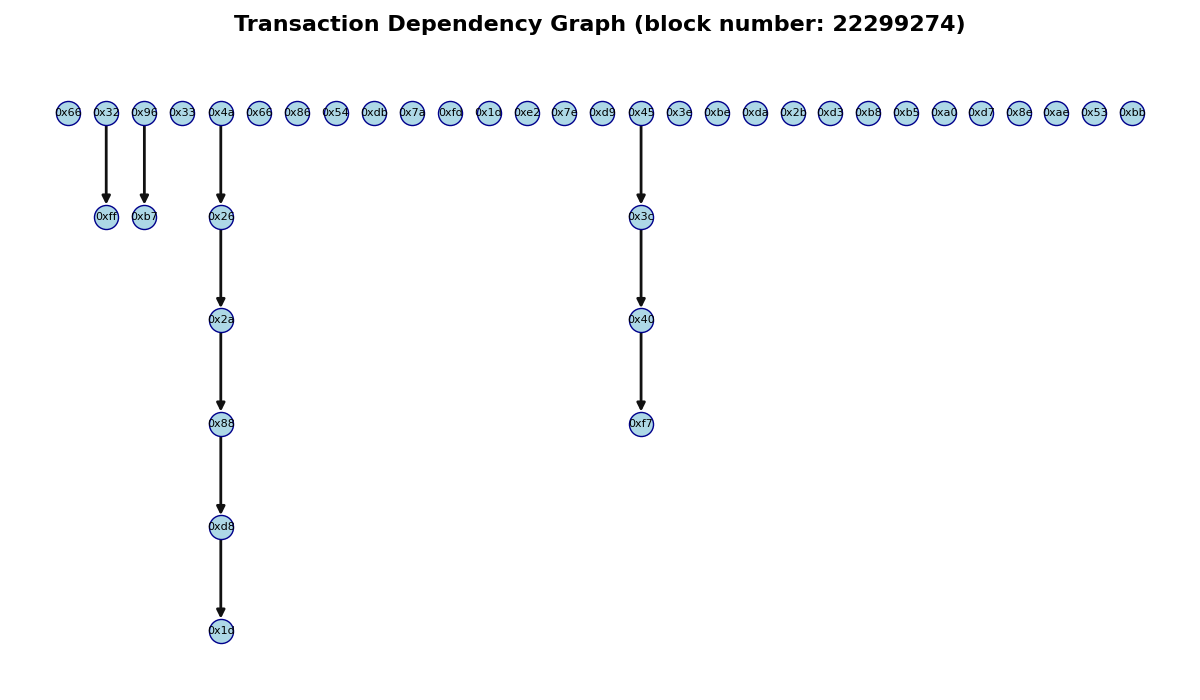 Transaction Dependency Graph (block number: 22299274)
0x66 0x32 0x96 0x33 0x4a 0x66 0x86 0x54 0xdb 0x7a 0xfd 0x1d 0xe2 0x7e 0xd9 0x45 0x3e 0xbe 0xda 0x2b 0xd3 0xb8 0xb5 0xa0 0xd7 0x8e 0xae 0x53 0xbb
0xff 0xb7 0x26 0x3c
0x2a 0x40
0x88 0xf7
0xd8